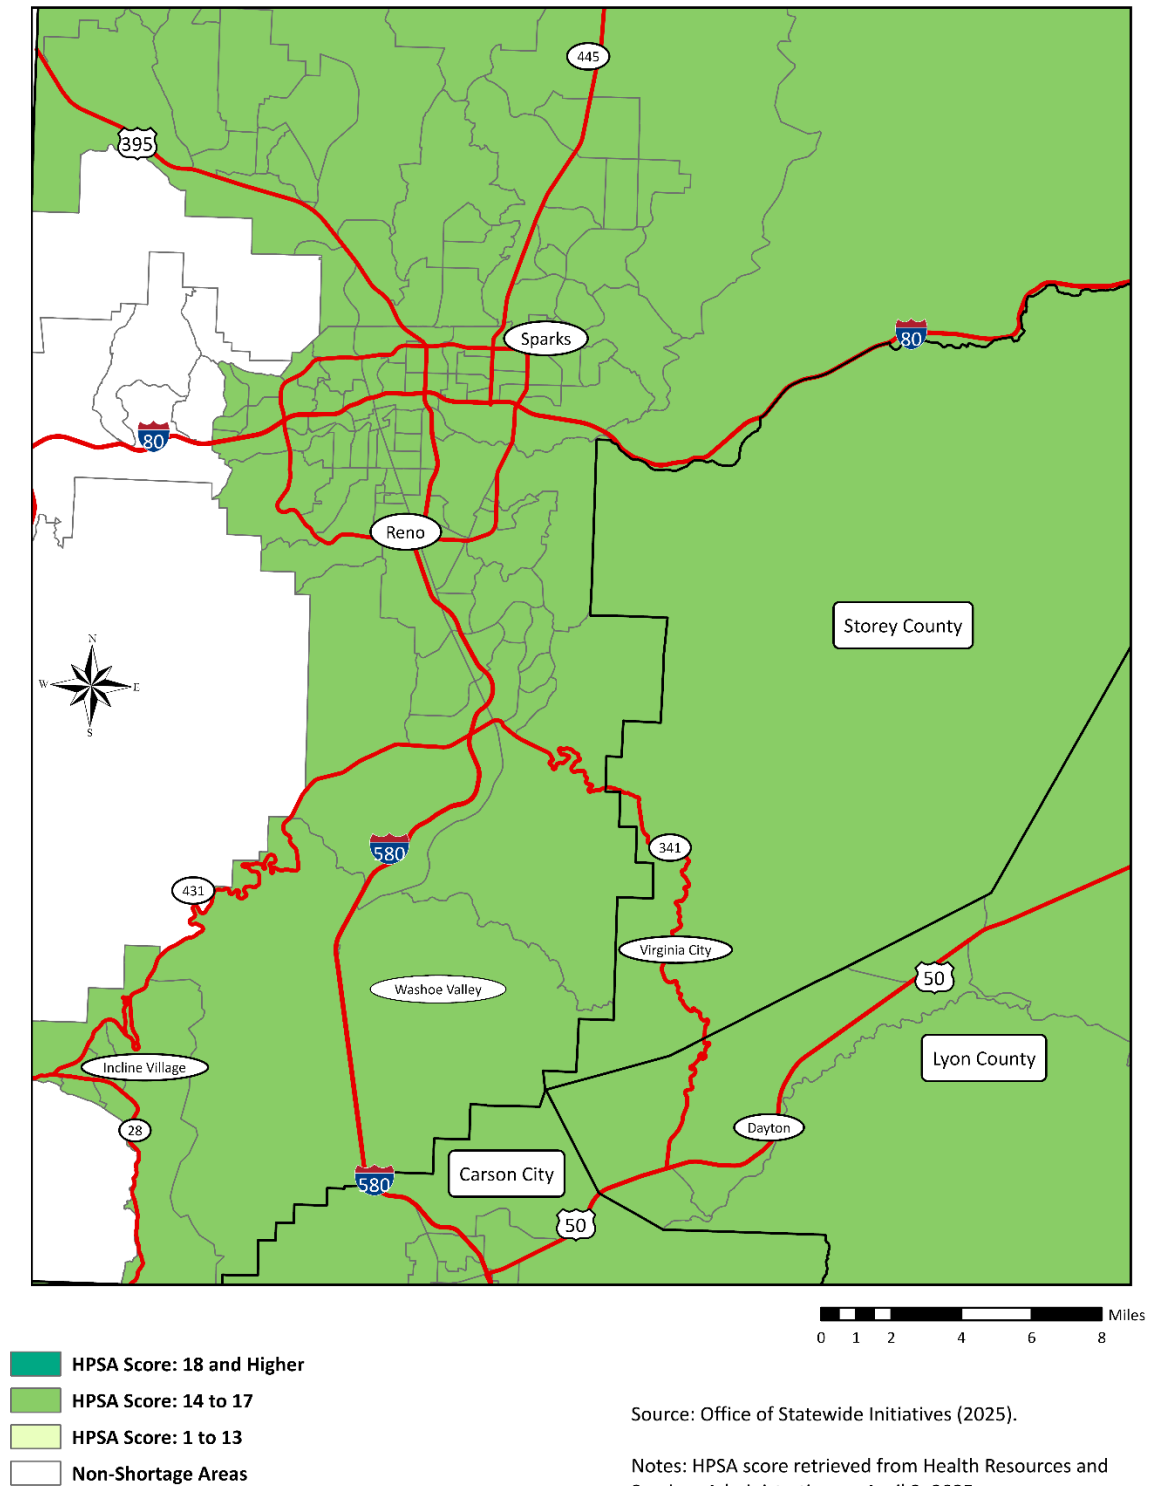 445
395
Sparks
80
80
Reno
Storey County
N
W
E
S
580
341
431
Virginia City
Washoe Valley
50
Lyon County
Incline Village
28
Dayton
Carson City
580
50
Miles
0 1 2 4 6 8
HPSA Score: 18 and Higher
HPSA Score: 14 to 17
HPSA Score: 1 to 13
Non-Shortage Areas
Source: Office of Statewide Initiatives (2025).
Notes: HPSA score retrieved from Health Resources and